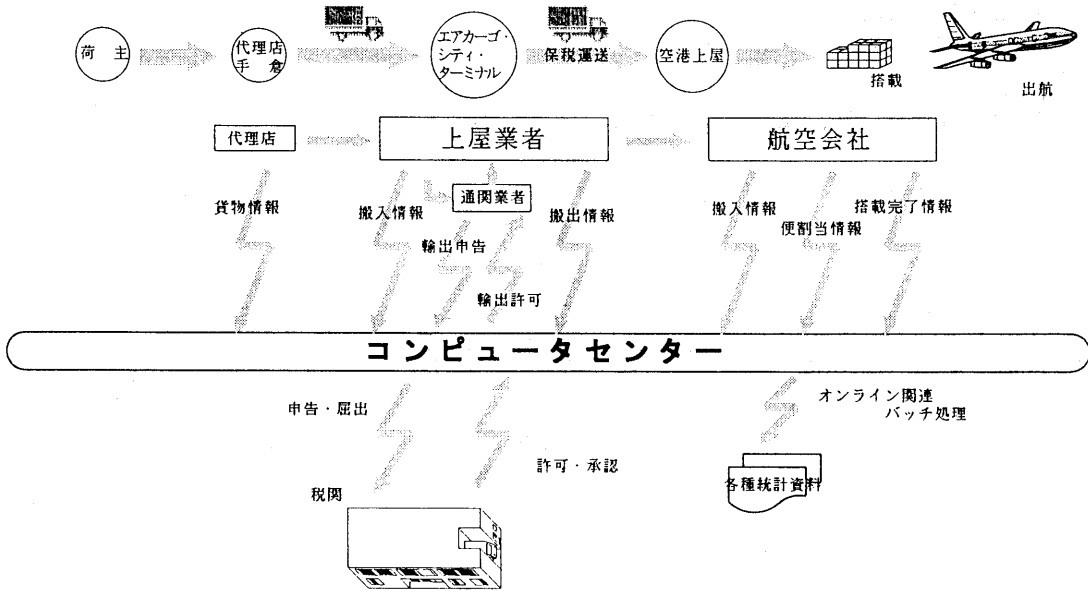 荷主
代理店
手倉
エアカーゴ・
シティ・
ターミナル
保税運送
空港上屋
搭載
出航
代理店
上屋業者
航空会社
通関業者
貨物情報
搬入情報
輸出申告
輸出許可
搬出情報
搬入情報
便割当情報
搭載完了情報
コンピュータセンター
申告・届出
許可・承認
オンライン関連
バッチ処理
税関
各種統計資料